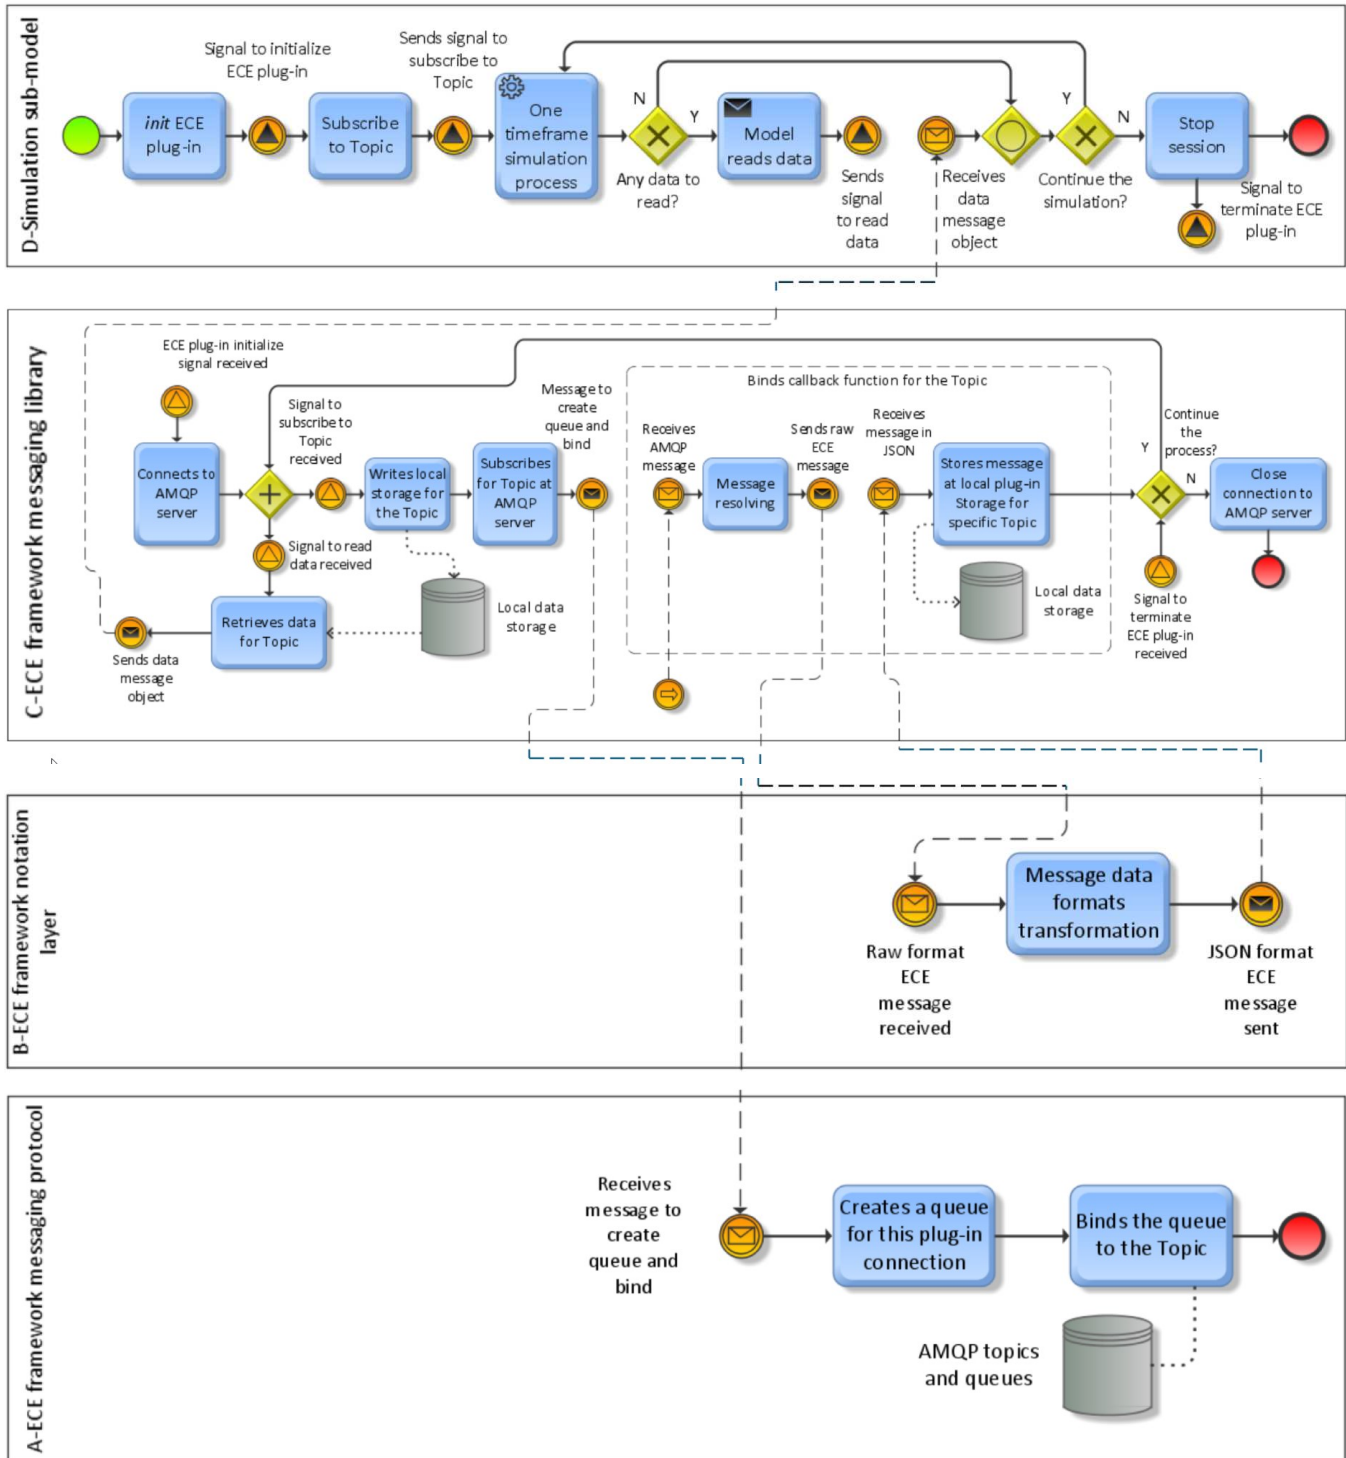 D-Simulation sub-model
Signal to initialize
ECE plug-in
Sends signal to
subscribe to
Topic
init ECE
plug-in
Subscribe
to Topic
One
timeframe
simulation
process
N
Y
Any data to
read?
Model
reads data
Sends
signal
to read
data
Receives
data
message
object
Y
N
Continue the
simulation?
Stop
session
Signal to
terminate ECE
plug-in
C-ECE framework messaging library
ECE plug-in initialize
signal received
Connects to
AMQP
server
Signal to
subscribe to
Topic
received
Writes local
storage for
the Topic
Subscribes
for Topic at
AMQP
server
Message to
create
queue and
bind
Signal to read
data received
Retrieves data
for Topic
Sends data
message
object
Local data
storage
Binds callback function for the Topic
Receives
AMQP
message
Message
resolving
Sends raw
ECE
message
Receives
message in
JSON
Stores message
at local plug-in
Storage for
specific Topic
Local data
storage
Y
Continue
the
process?
N
Close
connection to
AMQP server
Signal to
terminate
ECE plug-in
received
B-ECE framework notation
layer
Raw format
ECE
message
received
Message data
formats
transformation
JSON format
ECE
message
sent
A-ECE framework messaging protocol
Receives
message to
create
queue and
bind
Creates a queue
for this plug-in
connection
Binds the queue
to the Topic
AMQP topics
and queues